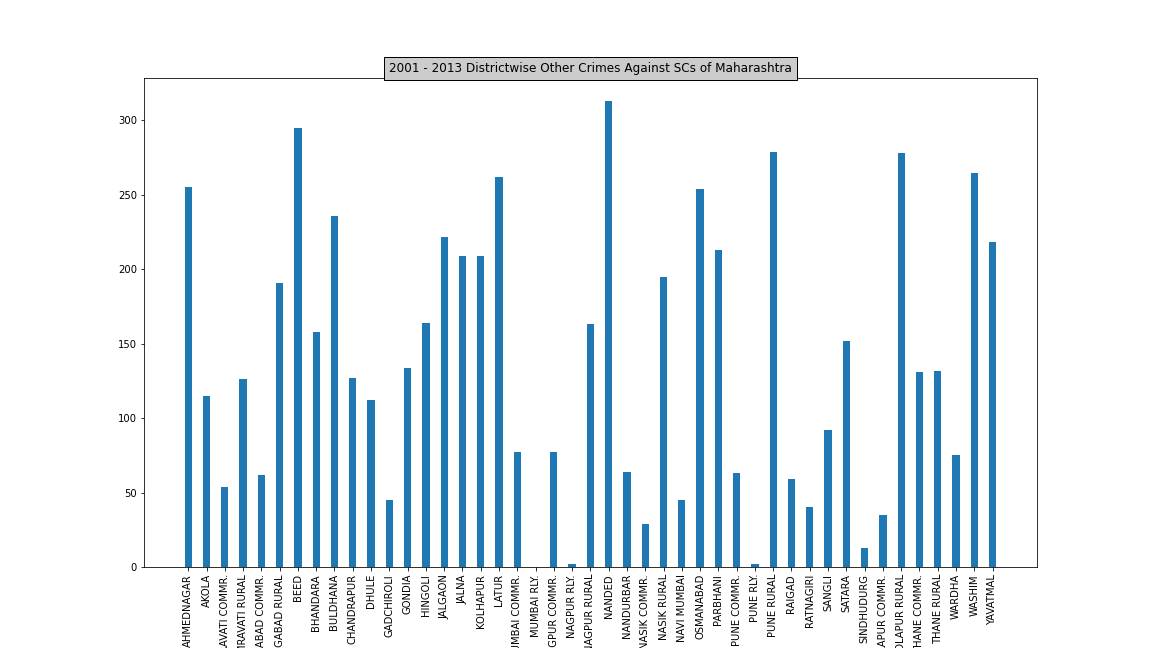 2001 - 2013 Districtwise Other Crimes Against SCs of Maharashtra
300
250
200
150
100
50
0
AHMEDNAGAR
AKOLA
AVATI COMMR.
MRAVATI RURAL
ABAD COMMR.
GABAD RURAL
BEED
BHANDARA
BULDHANA
CHANDRAPUR
DHULE
GADCHIROLI
GONDIA
HINGOLI
JALGAON
JALNA
KOLHAPUR
LATUR
UMBAI COMMR.
MUMBAI RLY.
GPUR COMMR.
NAGPUR RLY.
NAGPUR RURAL
NANDED
NANDURBAR
NASIK COMMR.
NASIK RURAL
NAVI MUMBAI
OSMANABAD
PARBHANI
PUNE COMMR.
PUNE RLY.
PUNE RURAL
RAIGAD
RATNAGIRI
SANGLI
SATARA
SINDHUDURG
APUR COMMR.
OLAPUR RURAL
HANE COMMR.
THANE RURAL
WARDHA
WASHIM
YAVATMAL